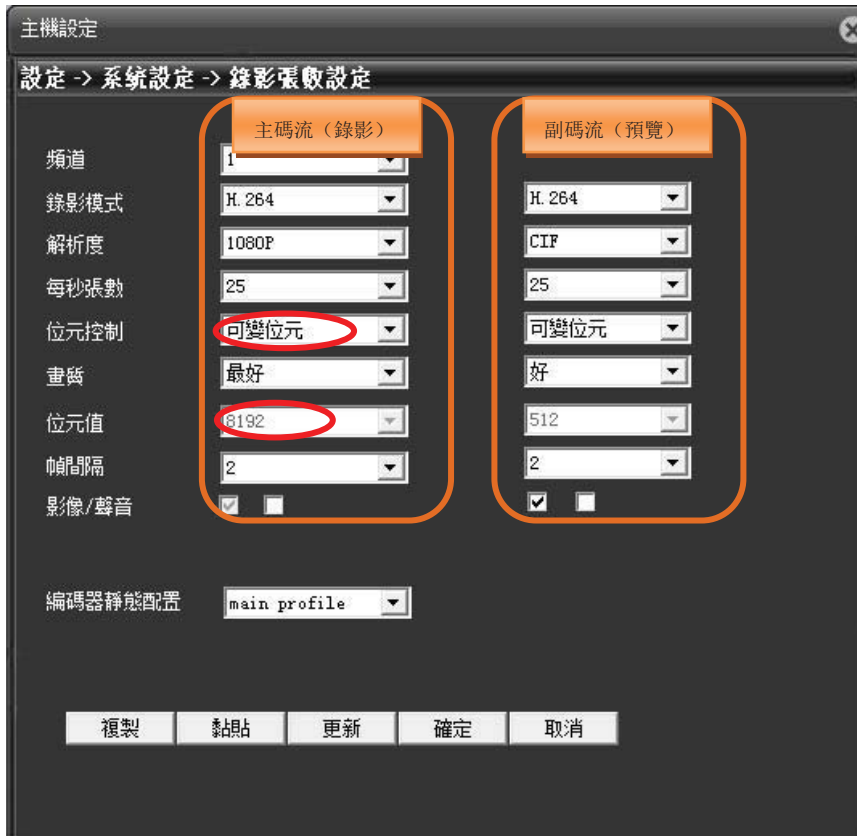 主機設定
設定 -> 系統設定 -> 錄影張數設定
主碼流（錄影） 副碼流（預覽）
頻道 1
錄影模式 H.264 H.264
解析度 1080P CIF
每秒張數 25 25
位元控制 可變位元 可變位元
畫質 最好 好
位元值 8192 512
幀間隔 2 2
影像/聲音
編碼器靜態配置 main profile
複製 黏貼 更新 確定 取消